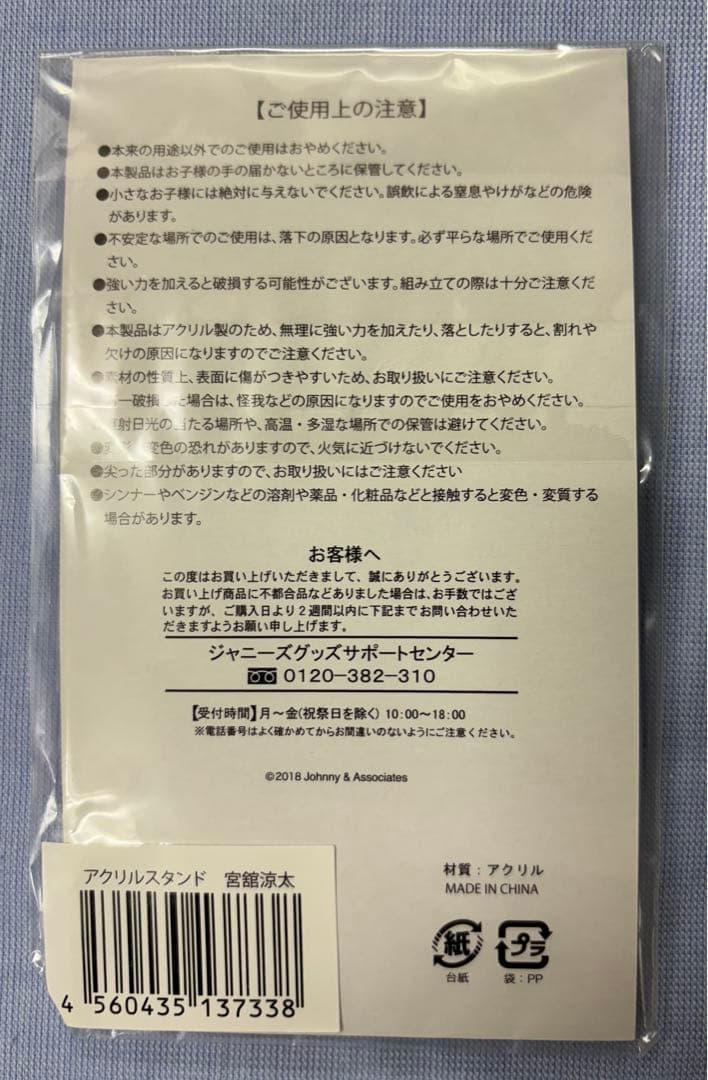 【ご使用上の注意】
●本来の用途以外でのご使用はおやめください。
●本製品はお子様の手の届かないところに保管してください。
●小さなお子様には絶対に与えないでください。誤飲による窒息やけがなどの危険
があります。
●不安定な場所でのご使用は、落下の原因となります。必ず平らな場所でご使用くだ
さい。
●強い力を加えると破損する可能性がございます。組み立ての際は十分ご注意くだ
さい。
●本製品はアクリル製のため、無理に強い力を加えたり、落としたりすると、割れや
欠けの原因になりますのでご注意ください。
●素材の性質上、表面に傷がつきやすいため、お取り扱いにご注意ください。
一破損した場合は、怪我などの原因になりますのでご使用をおやめください。
直射日光の当たる場所や、高温・多湿な場所での保管は避けてください。
●変色の恐れがありますので、火気に近づけないでください。
●尖った部分がありますので、お取り扱いにはご注意ください
●シンナーやベンジンなどの溶剤や薬品・化粧品などと接触すると変色・変質する
場合があります。
お客様へ
この度はお買い上げいただきまして、誠にありがとうございます。
お買い上げ商品に不都合品などありました場合は、お手数ではござ
いますが、ご購入日より2週間以内に下記までお問い合わせいた
だきますようお願い申し上げます。
ジャニーズグッズサポートセンター
0120-382-310
【受付時間】月～金(祝祭日を除く) 10:00～18:00
※電話番号はよく確かめてからお間違いのないようにご注意ください。
©2018 Johnny & Associates
アクリルスタンド 宮舘涼太
4 560435 137338
材質：アクリル
MADE IN CHINA
紙 プラ
台紙 袋：PP